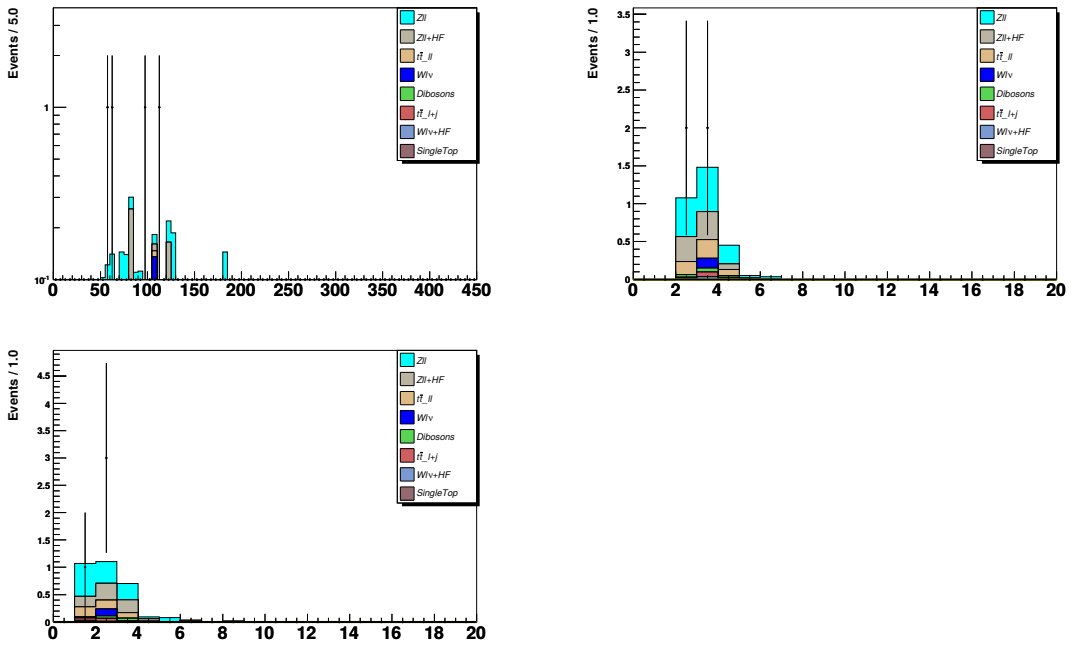 Events / 5.0
1
10⁻¹
0 50 100 150 200 250 300 350 400 450
Zll
Zll+HF
tt̄_ll
Wlν
Dibosons
tt̄_l+j
Wlν+HF
SingleTop
Events / 1.0
3.5
3
2.5
2
1.5
1
0.5
0
0 2 4 6 8 10 12 14 16 18 20
Zll
Zll+HF
tt̄_ll
Wlν
Dibosons
tt̄_l+j
Wlν+HF
SingleTop
Events / 1.0
4.5
4
3.5
3
2.5
2
1.5
1
0.5
0
0 2 4 6 8 10 12 14 16 18 20
Zll
Zll+HF
tt̄_ll
Wlν
Dibosons
tt̄_l+j
Wlν+HF
SingleTop